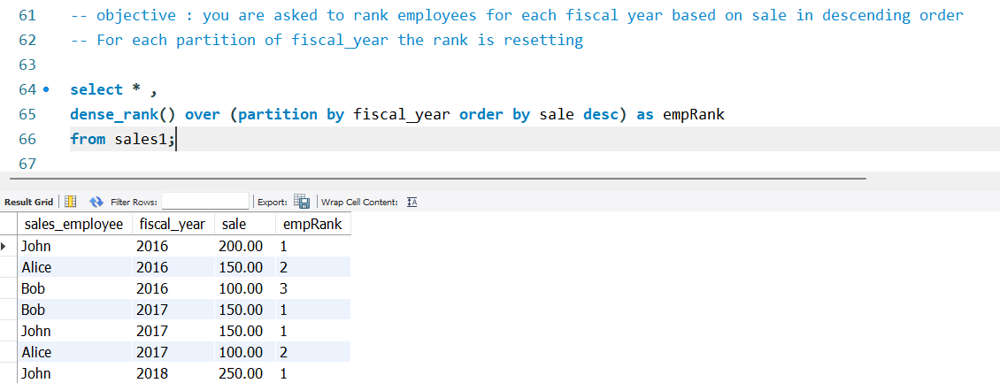 61 -- objective : you are asked to rank employees for each fiscal year based on sale in descending order
62 -- For each partition of fiscal_year the rank is resetting
63
64 select * ,
65 dense_rank() over (partition by fiscal_year order by sale desc) as empRank
66 from sales1;
67
Result Grid Filter Rows: Export: Wrap Cell Content: IA
sales_employee fiscal_year sale empRank
John 2016 200.00 1
Alice 2016 150.00 2
Bob 2016 100.00 3
Bob 2017 150.00 1
John 2017 150.00 1
Alice 2017 100.00 2
John 2018 250.00 1